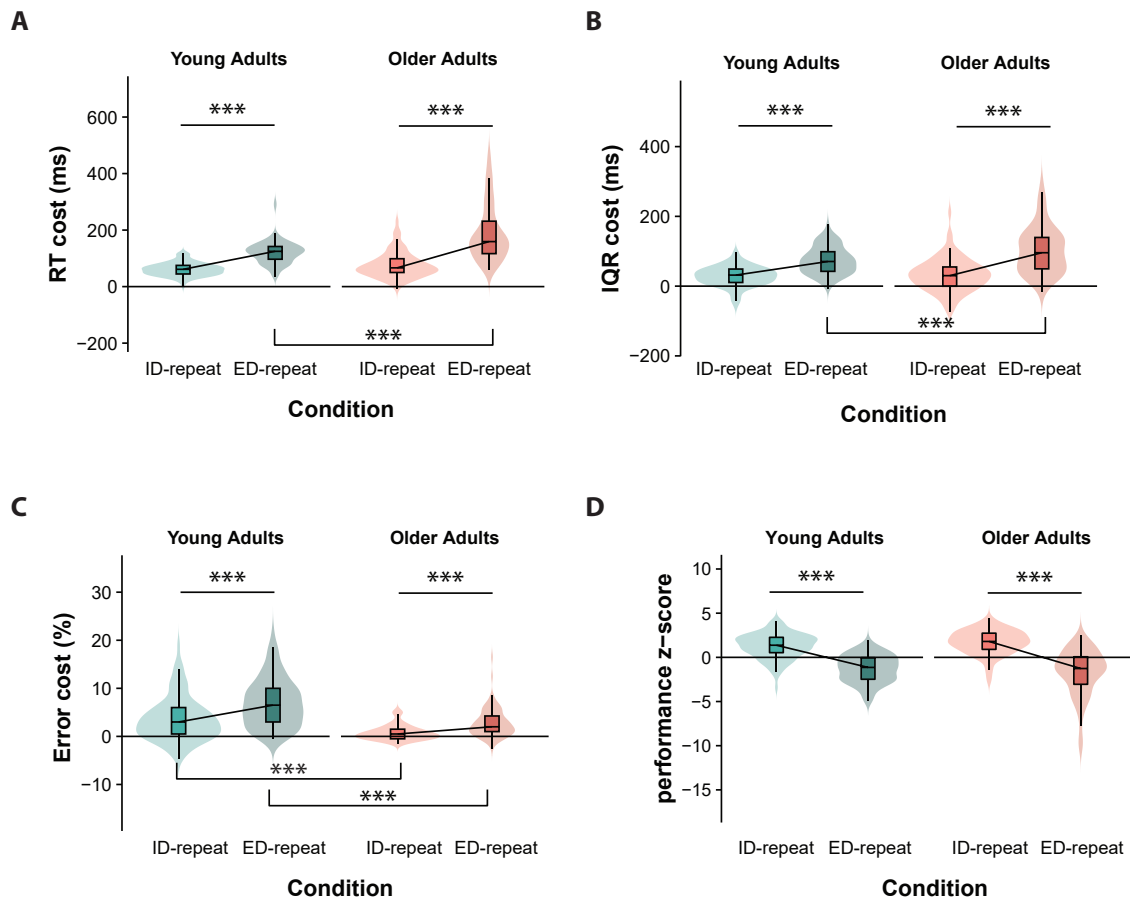 A
Young Adults Older Adults
RT cost (ms)
600
400
200
0
−200
*** ***
***
ID-repeat ED-repeat ID-repeat ED-repeat
Condition
B
Young Adults Older Adults
IQR cost (ms)
400
200
0
−200
*** ***
***
ID-repeat ED-repeat ID-repeat ED-repeat
Condition
C
Young Adults Older Adults
Error cost (%)
30
20
10
0
−10
*** ***
***
***
ID-repeat ED-repeat ID-repeat ED-repeat
Condition
D
Young Adults Older Adults
performance z−score
10
5
0
−5
−10
−15
*** ***
ID-repeat ED-repeat ID-repeat ED-repeat
Condition